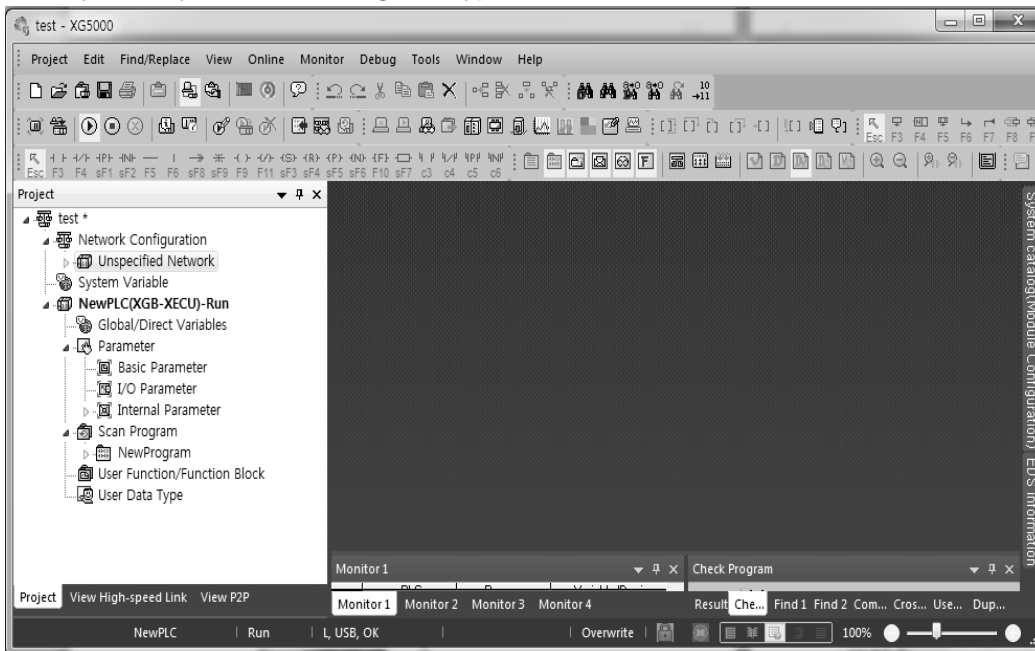 test - XG5000
Project Edit Find/Replace View Online Monitor Debug Tools Window Help
Esc F3 F4 F5 F6 F7 F8
Esc F3 F4 sF1 sF2 F5 F6 sF8 sF9 F9 F11 sF3 sF4 sF5 sF6 F10 sF7 c3 c4 c5 c6
Project
test *
Network Configuration
Unspecified Network
System Variable
NewPLC(XGB-XECU)-Run
Global/Direct Variables
Parameter
Basic Parameter
I/O Parameter
Internal Parameter
Scan Program
NewProgram
User Function/Function Block
User Data Type
System catalog(Module Configuration)
EDS Information
Monitor 1
Check Program
Project View High-speed Link View P2P
Monitor 1 Monitor 2 Monitor 3 Monitor 4
Result Che... Find 1 Find 2 Com... Cros... Use... Dup...
NewPLC Run L, USB, OK Overwrite 100%